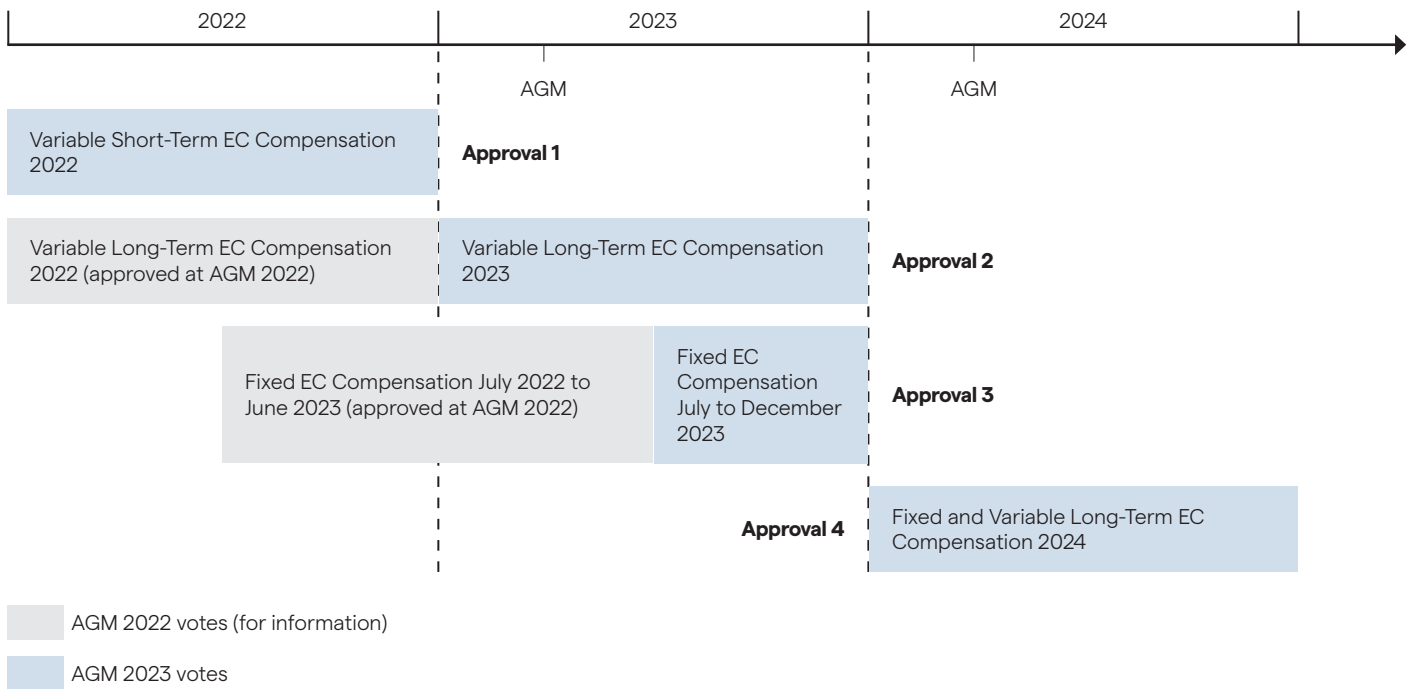 2022
2023
2024
AGM
AGM
Variable Short-Term EC Compensation
2022
Approval 1
Variable Long-Term EC Compensation
2022 (approved at AGM 2022)
Variable Long-Term EC Compensation
2023
Approval 2
Fixed EC Compensation July 2022 to
June 2023 (approved at AGM 2022)
Fixed EC
Compensation
July to December
2023
Approval 3
Approval 4
Fixed and Variable Long-Term EC
Compensation 2024
AGM 2022 votes (for information)
AGM 2023 votes